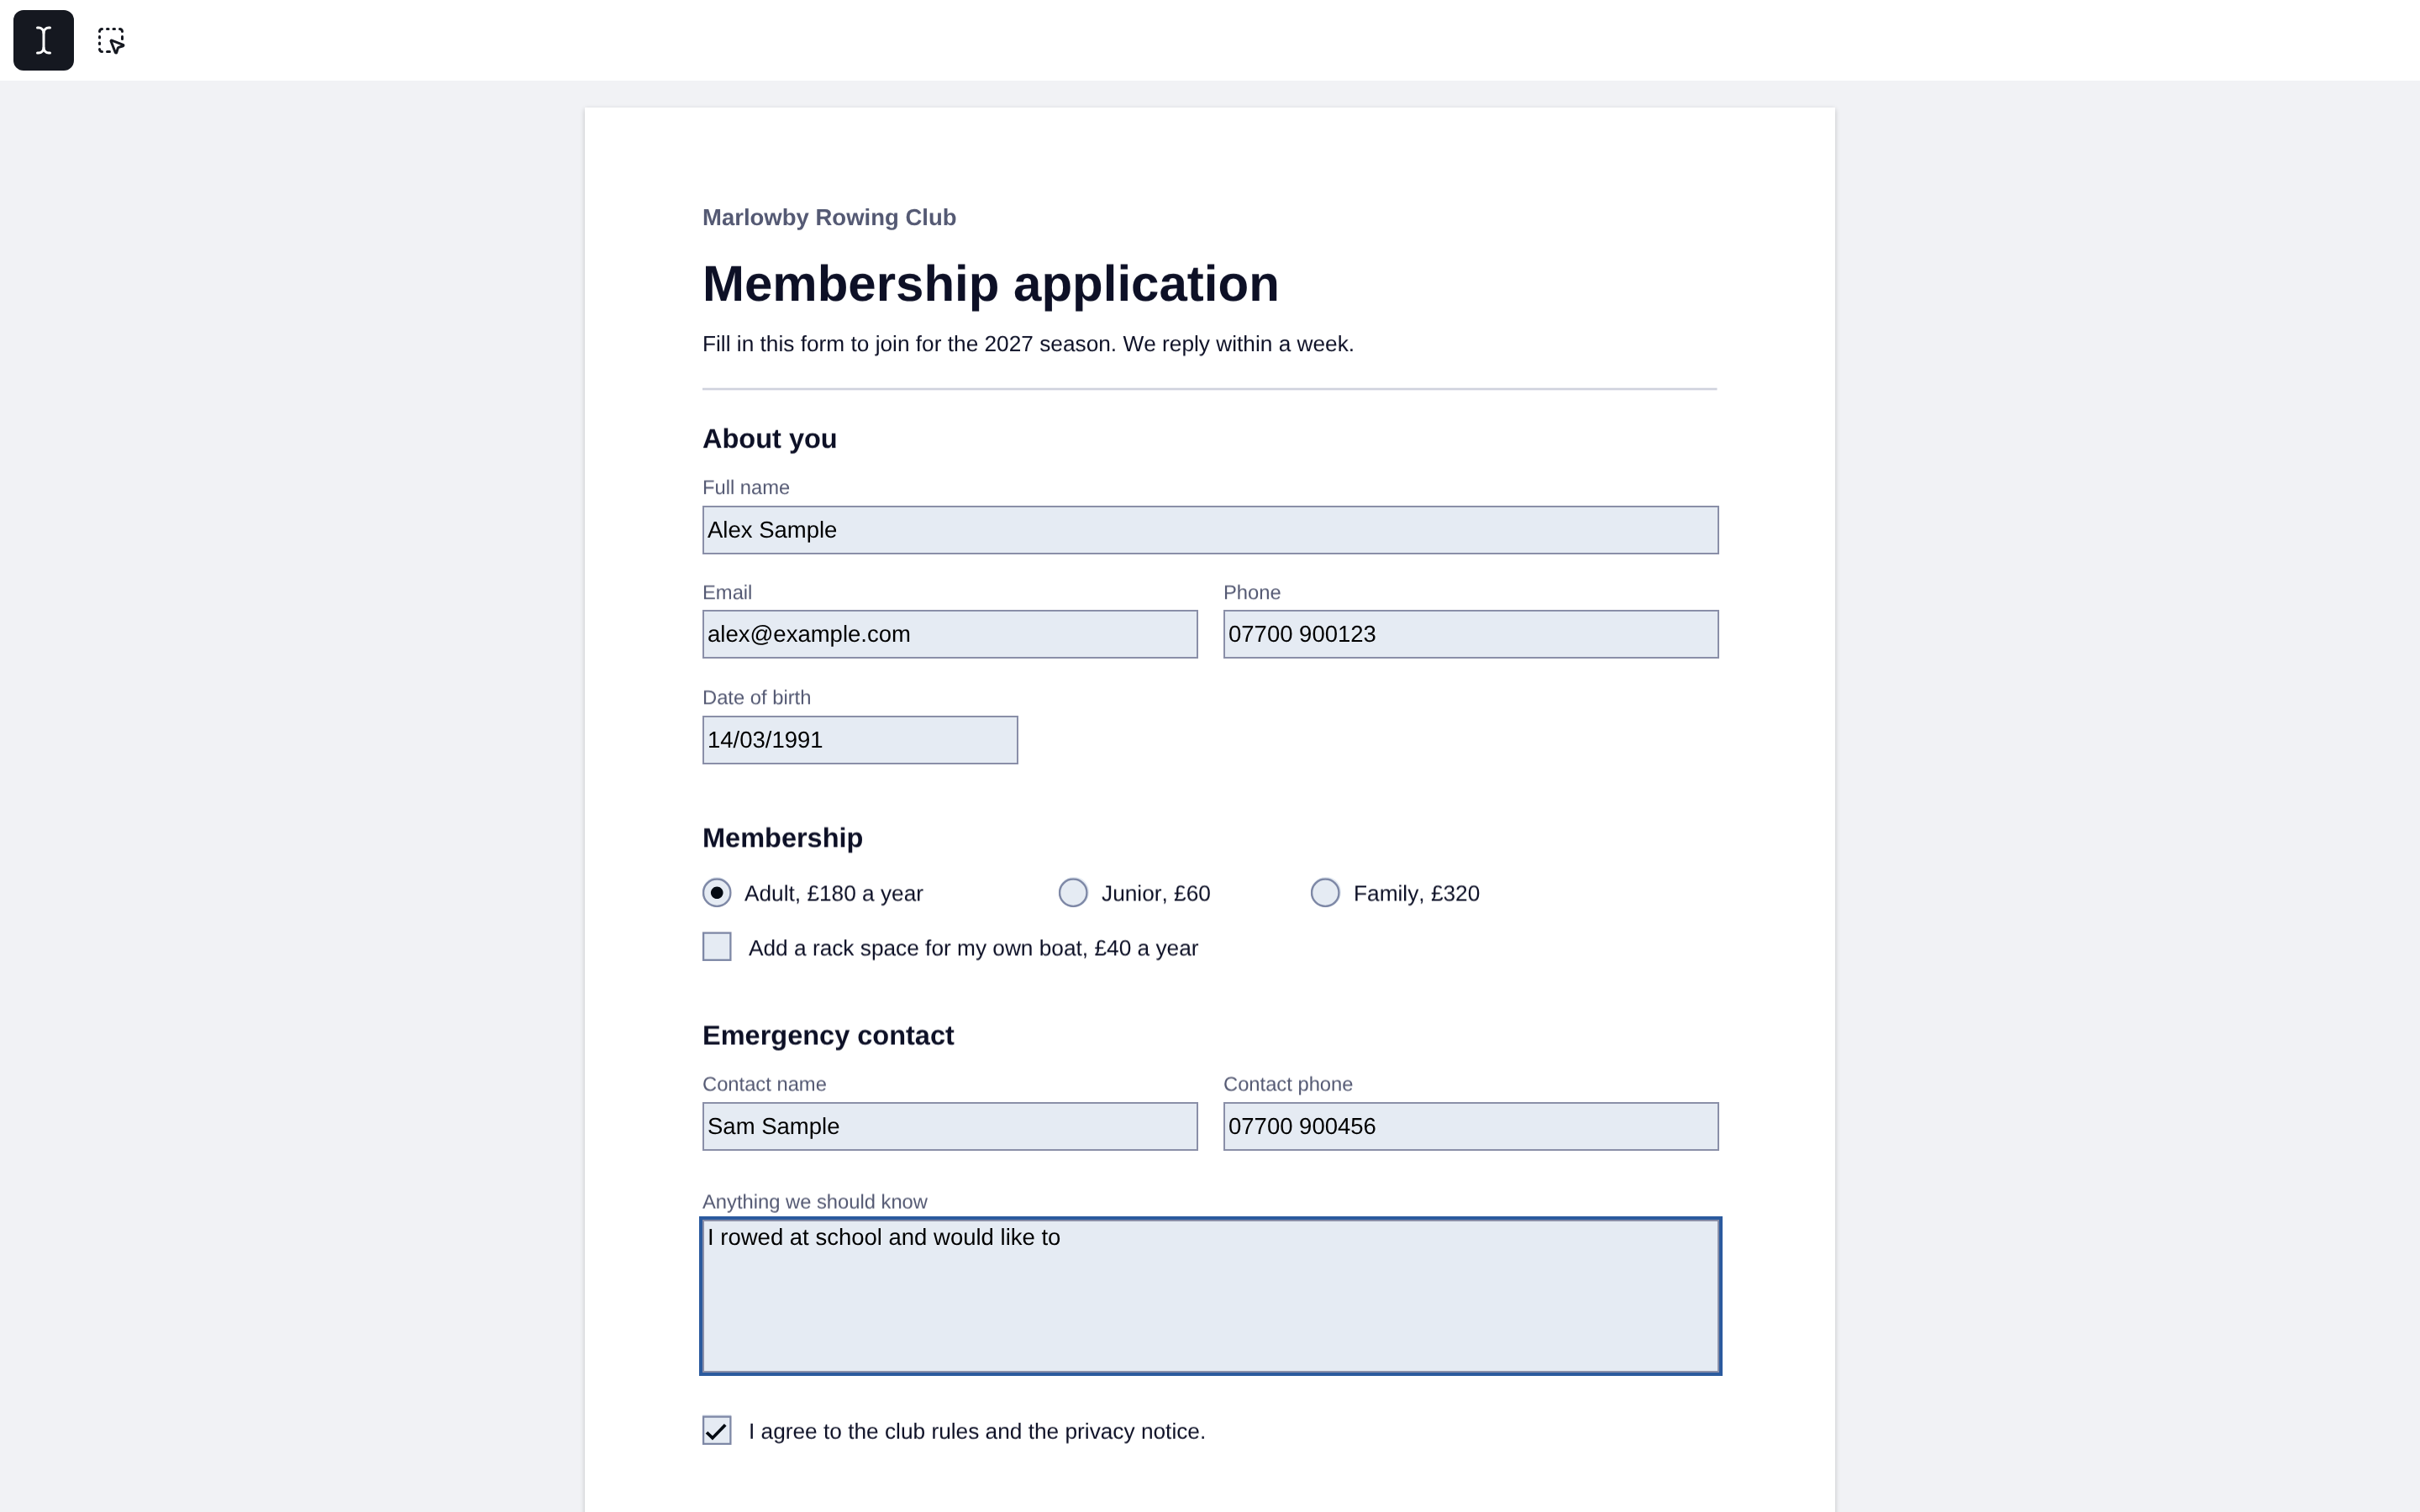 Marlowby Rowing Club
Membership application
Fill in this form to join for the 2027 season. We reply within a week.
About you
Full name
Alex Sample
Email
Phone
alex@example.com
07700 900123
Date of birth
14/03/1991
Membership
Adult, £180 a year
Junior, £60
Family, £320
Add a rack space for my own boat, £40 a year
Emergency contact
Contact name
Contact phone
Sam Sample
07700 900456
Anything we should know
I rowed at school and would like to
I agree to the club rules and the privacy notice.